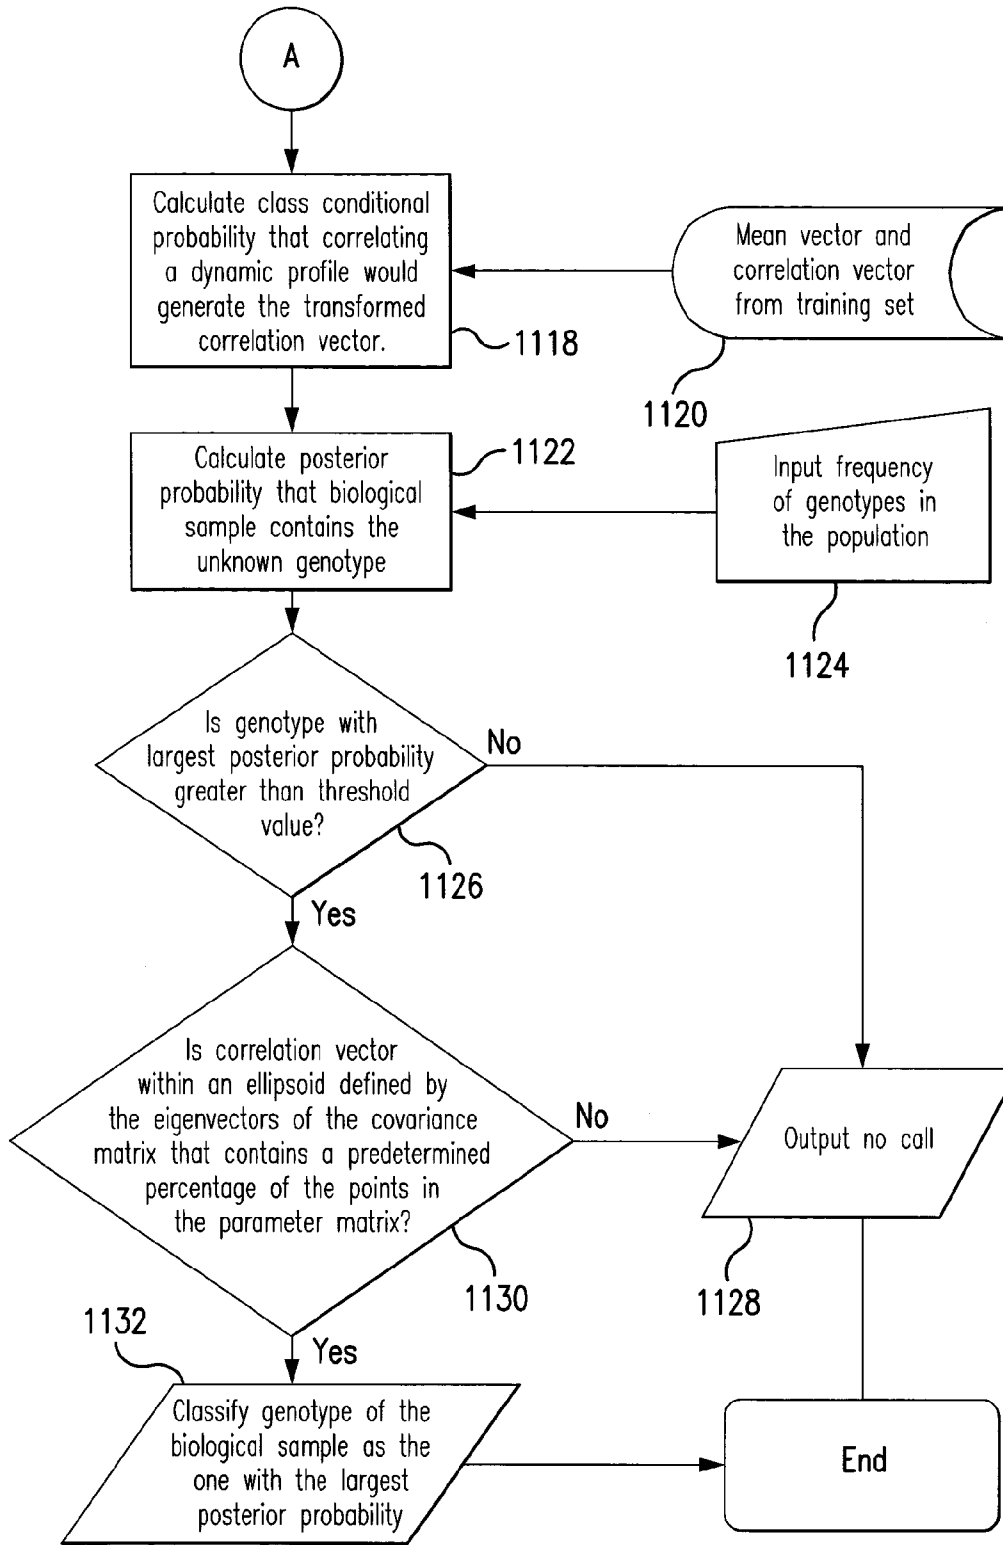 A
Calculate class conditional
probability that correlating
a dynamic profile would
generate the transformed
correlation vector.
1118
Mean vector and
correlation vector
from training set
1120
1122
Calculate posterior
probability that biological
sample contains the
unknown genotype
Input frequency
of genotypes in
the population
1124
Is genotype with
largest posterior probability
greater than threshold
value?
No
1126
Yes
Is correlation vector
within an ellipsoid defined by
the eigenvectors of the covariance
matrix that contains a predetermined
percentage of the points in
the parameter matrix?
No
Output no call
1130
1128
1132
Yes
Classify genotype of the
biological sample as the
one with the largest
posterior probability
End